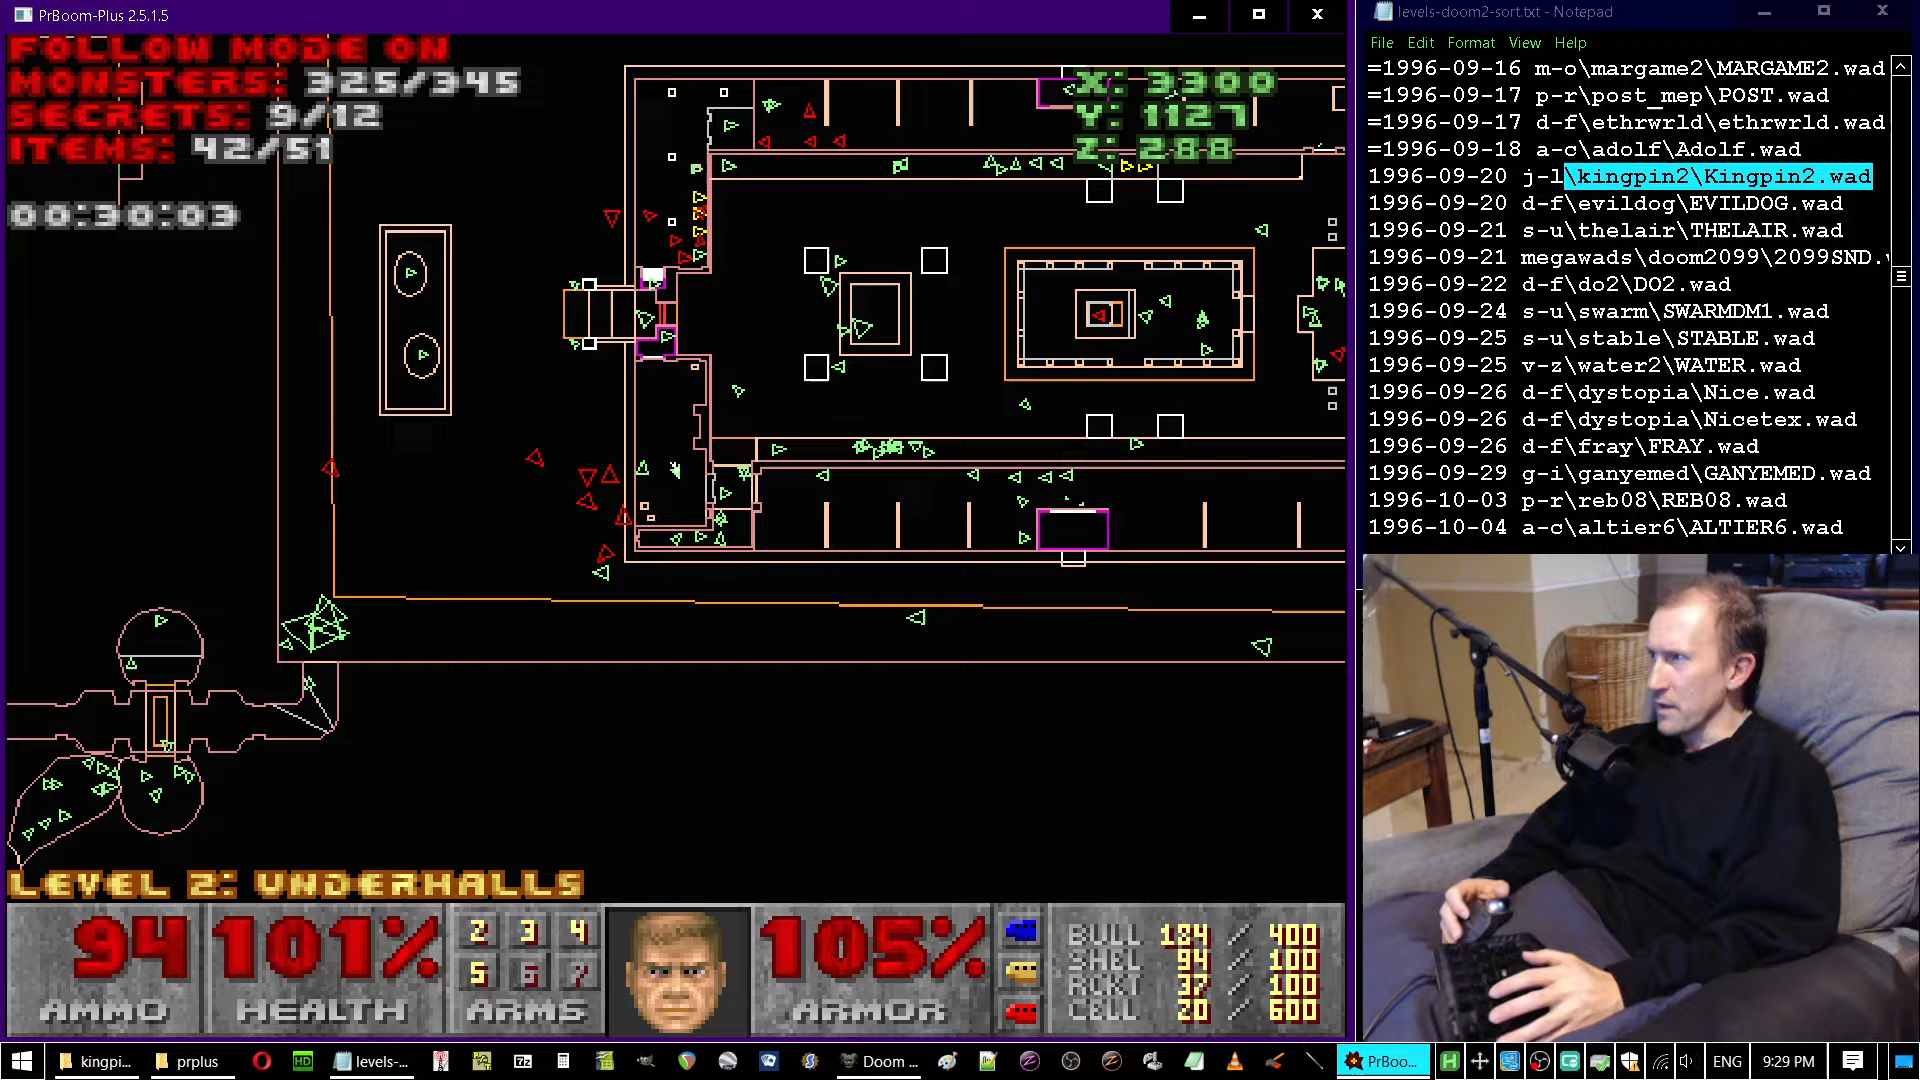 PrBoom-Plus 2.5.1.5
FOLLOW MODE ON
MONSTERS: 325/345
SECRETS: 9/12
ITEMS: 42/51
00:30:03
X: 3300
Y: 1127
Z: 288
LEVEL 2: UNDERHALLS
94
AMMO
101%
HEALTH
2 3 4
5 6 7
ARMS
105%
ARMOR
BULL 184 / 400
SHEL 94 / 100
RCKT 37 / 100
CELL 20 / 600
levels-doom2-sort.txt - Notepad
File Edit Format View Help
=1996-09-16 m-o\margame2\MARGAME2.wad
=1996-09-17 p-r\post_mep\POST.wad
=1996-09-17 d-f\ethrwrld\ethrwrld.wad
=1996-09-18 a-c\adolf\Adolf.wad
1996-09-20 j-l\kingpin2\Kingpin2.wad
1996-09-20 d-f\evildog\EVILDOG.wad
1996-09-21 s-u\thelair\THELAIR.wad
1996-09-21 megawads\doom2099\2099SND.
1996-09-22 d-f\do2\DO2.wad
1996-09-24 s-u\swarm\SWARMDM1.wad
1996-09-25 s-u\stable\STABLE.wad
1996-09-25 v-z\water2\WATER.wad
1996-09-26 d-f\dystopia\Nice.wad
1996-09-26 d-f\dystopia\Nicetex.wad
1996-09-26 d-f\fray\FRAY.wad
1996-09-29 g-i\ganyemed\GANYEMED.wad
1996-10-03 p-r\reb08\REB08.wad
1996-10-04 a-c\altier6\ALTIER6.wad
kingpi... prplus HD levels-... 7z Doom ... PrBoo... ENG 9:29 PM